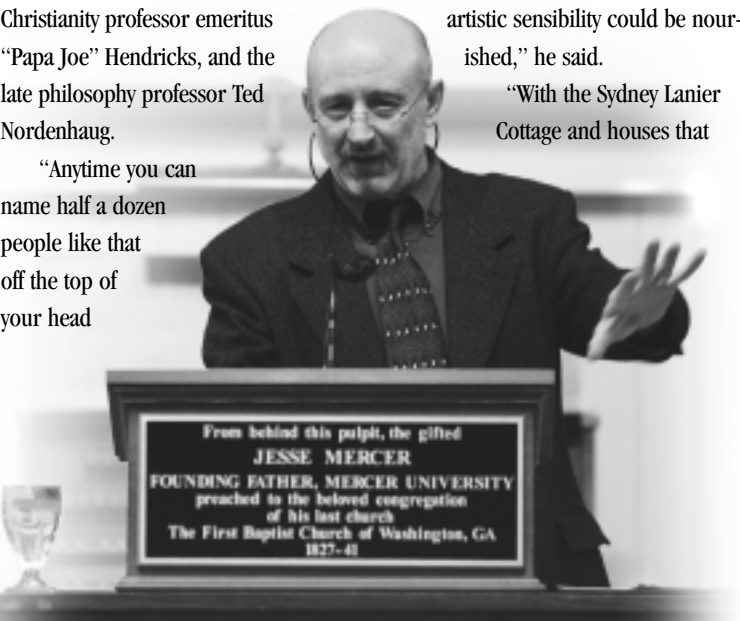 Christianity professor emeritus
“Papa Joe” Hendricks, and the
late philosophy professor Ted
Nordenhaug.
“Anytime you can
name half a dozen
people like that
off the top of
your head
artistic sensibility could be nour-
ished,” he said.
“With the Sydney Lanier
Cottage and houses that
From behind this pulpit, the gifted
JESSE MERCER
FOUNDING FATHER, MERCER UNIVERSITY
preached to the beloved congregation
of his last church
The First Baptist Church of Washington, GA
1827-41